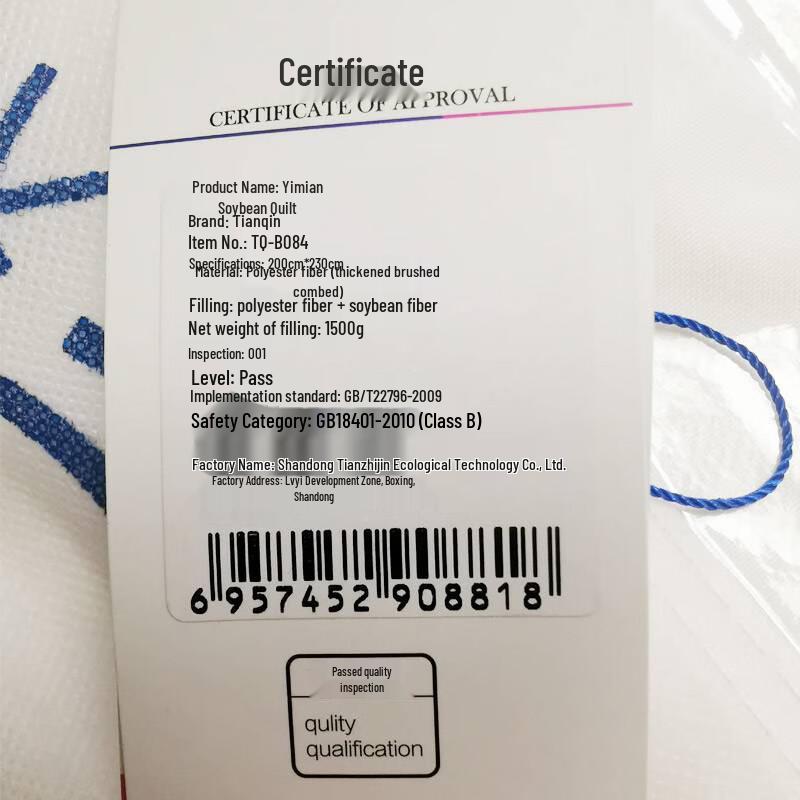 Certificate
CERTIFICATE OF APPROVAL
Product Name: Yimian
Soybean Quilt
Brand: Tianqin
Item No.: TQ-B084
Specifications: 200cm*230cm
Material: Polyester fiber (thickened brushed
combed)
Filling: polyester fiber + soybean fiber
Net weight of filling: 1500g
Inspection: 001
Level: Pass
Implementation standard: GB/T22796-2009
Safety Category: GB18401-2010 (Class B)
Factory Name: Shandong Tianzhijin Ecological Technology Co., Ltd.
Factory Address: Lvyi Development Zone, Boxing,
Shandong
6 957452 908818
Passed quality
inspection
qulity
qualification